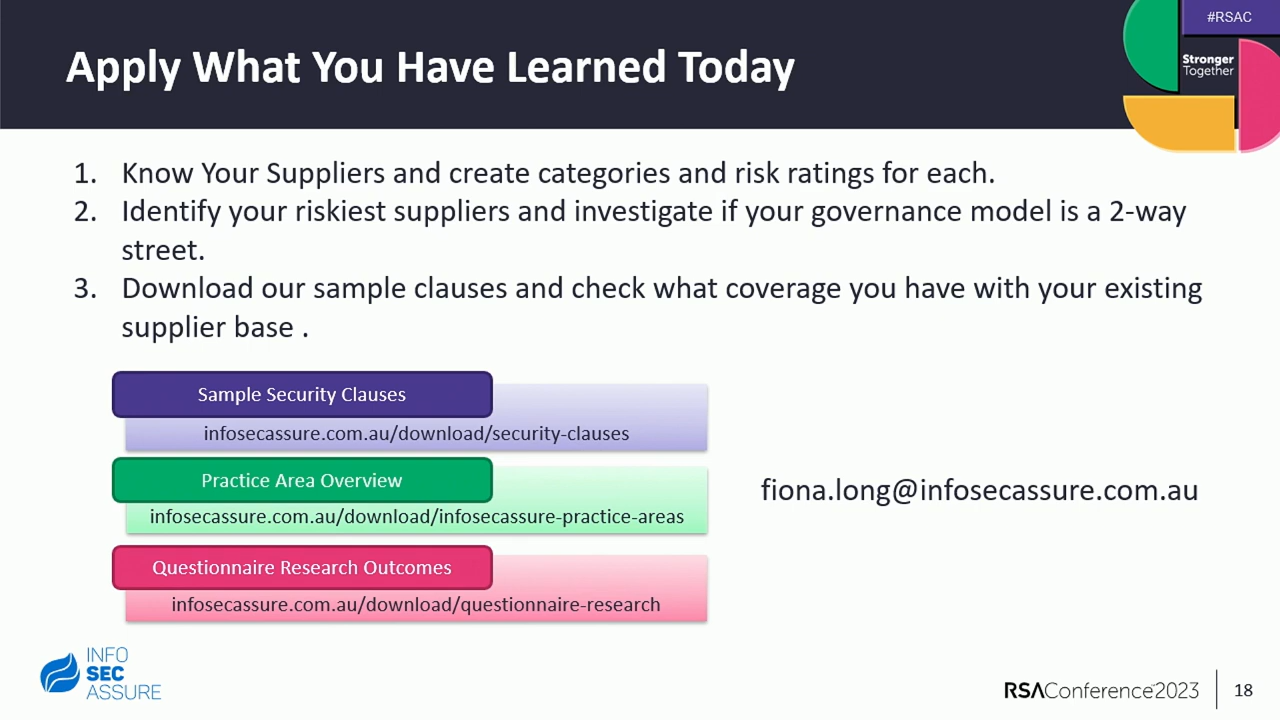 #RSAC
Stronger
Together
Apply What You Have Learned Today
1. Know Your Suppliers and create categories and risk ratings for each.
2. Identify your riskiest suppliers and investigate if your governance model is a 2-way
street.
3. Download our sample clauses and check what coverage you have with your existing
supplier base .
Sample Security Clauses
infosecassure.com.au/download/security-clauses
Practice Area Overview
infosecassure.com.au/download/infosecassure-practice-areas
Questionnaire Research Outcomes
infosecassure.com.au/download/questionnaire-research
fiona.long@infosecassure.com.au
INFO
SEC
ASSURE
RSAConference™2023
18